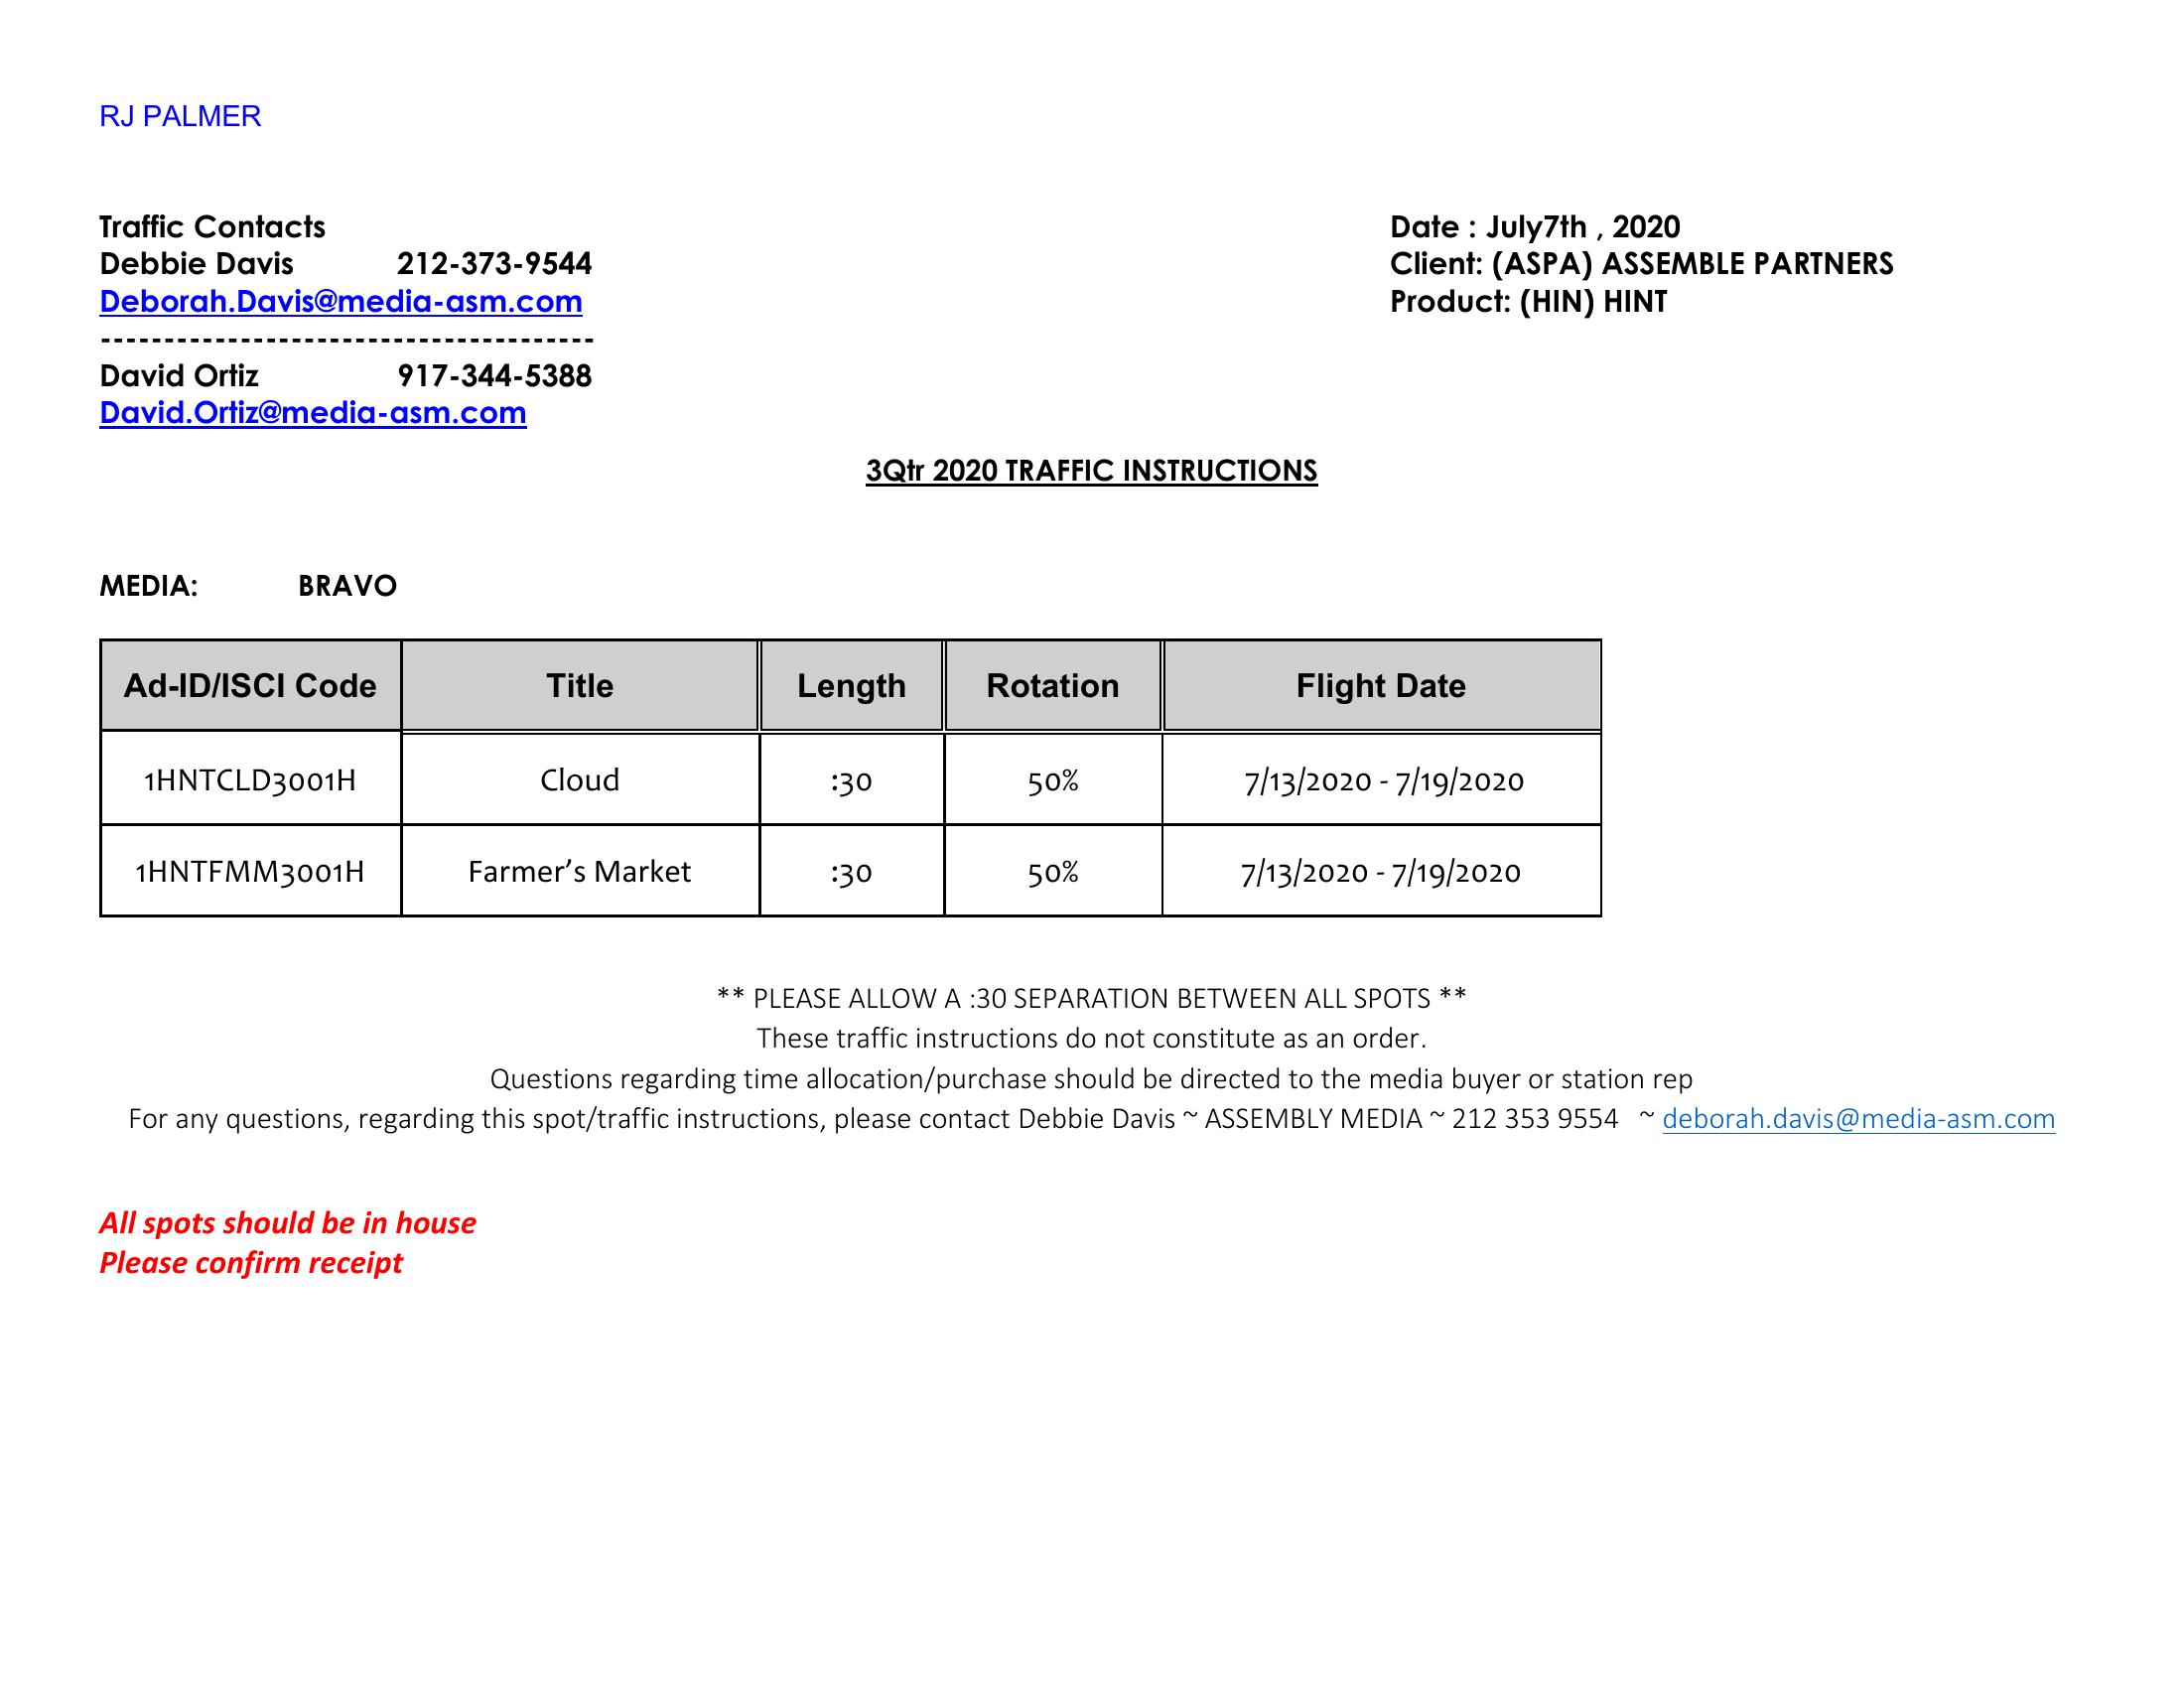 RJ PALMER
Traffic Contacts
Debbie Davis 212-373-9544
Deborah.Davis@media-asm.com
---------------------------------------
David Ortiz 917-344-5388
David.Ortiz@media-asm.com
Date : July7th , 2020
Client: (ASPA) ASSEMBLE PARTNERS
Product: (HIN) HINT
3Qtr 2020 TRAFFIC INSTRUCTIONS
MEDIA: BRAVO
Ad-ID/ISCI Code Title Length Rotation Flight Date
1HNTCLD3001H Cloud :30 50% 7/13/2020 - 7/19/2020
1HNTFMM3001H Farmer’s Market :30 50% 7/13/2020 - 7/19/2020
** PLEASE ALLOW A :30 SEPARATION BETWEEN ALL SPOTS **
These traffic instructions do not constitute as an order.
Questions regarding time allocation/purchase should be directed to the media buyer or station rep
For any questions, regarding this spot/traffic instructions, please contact Debbie Davis ~ ASSEMBLY MEDIA ~ 212 353 9554 ~ deborah.davis@media-asm.com
All spots should be in house
Please confirm receipt